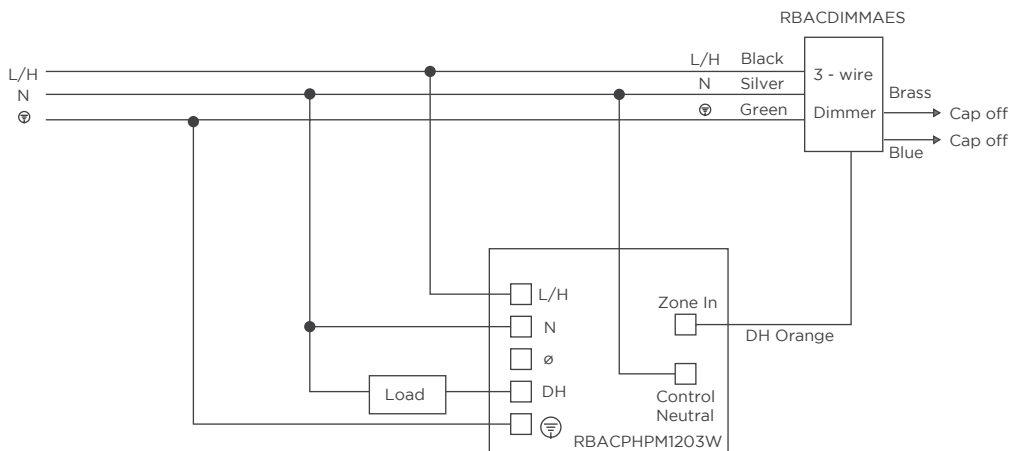 RBACDIMMAES
L/H
N
L/H Black
N Silver
Green
3 - wire
Dimmer
Brass
Cap off
Blue
Cap off
L/H
N
ø
DH
Load
Zone In
DH Orange
Control
Neutral
RBACPHPM1203W